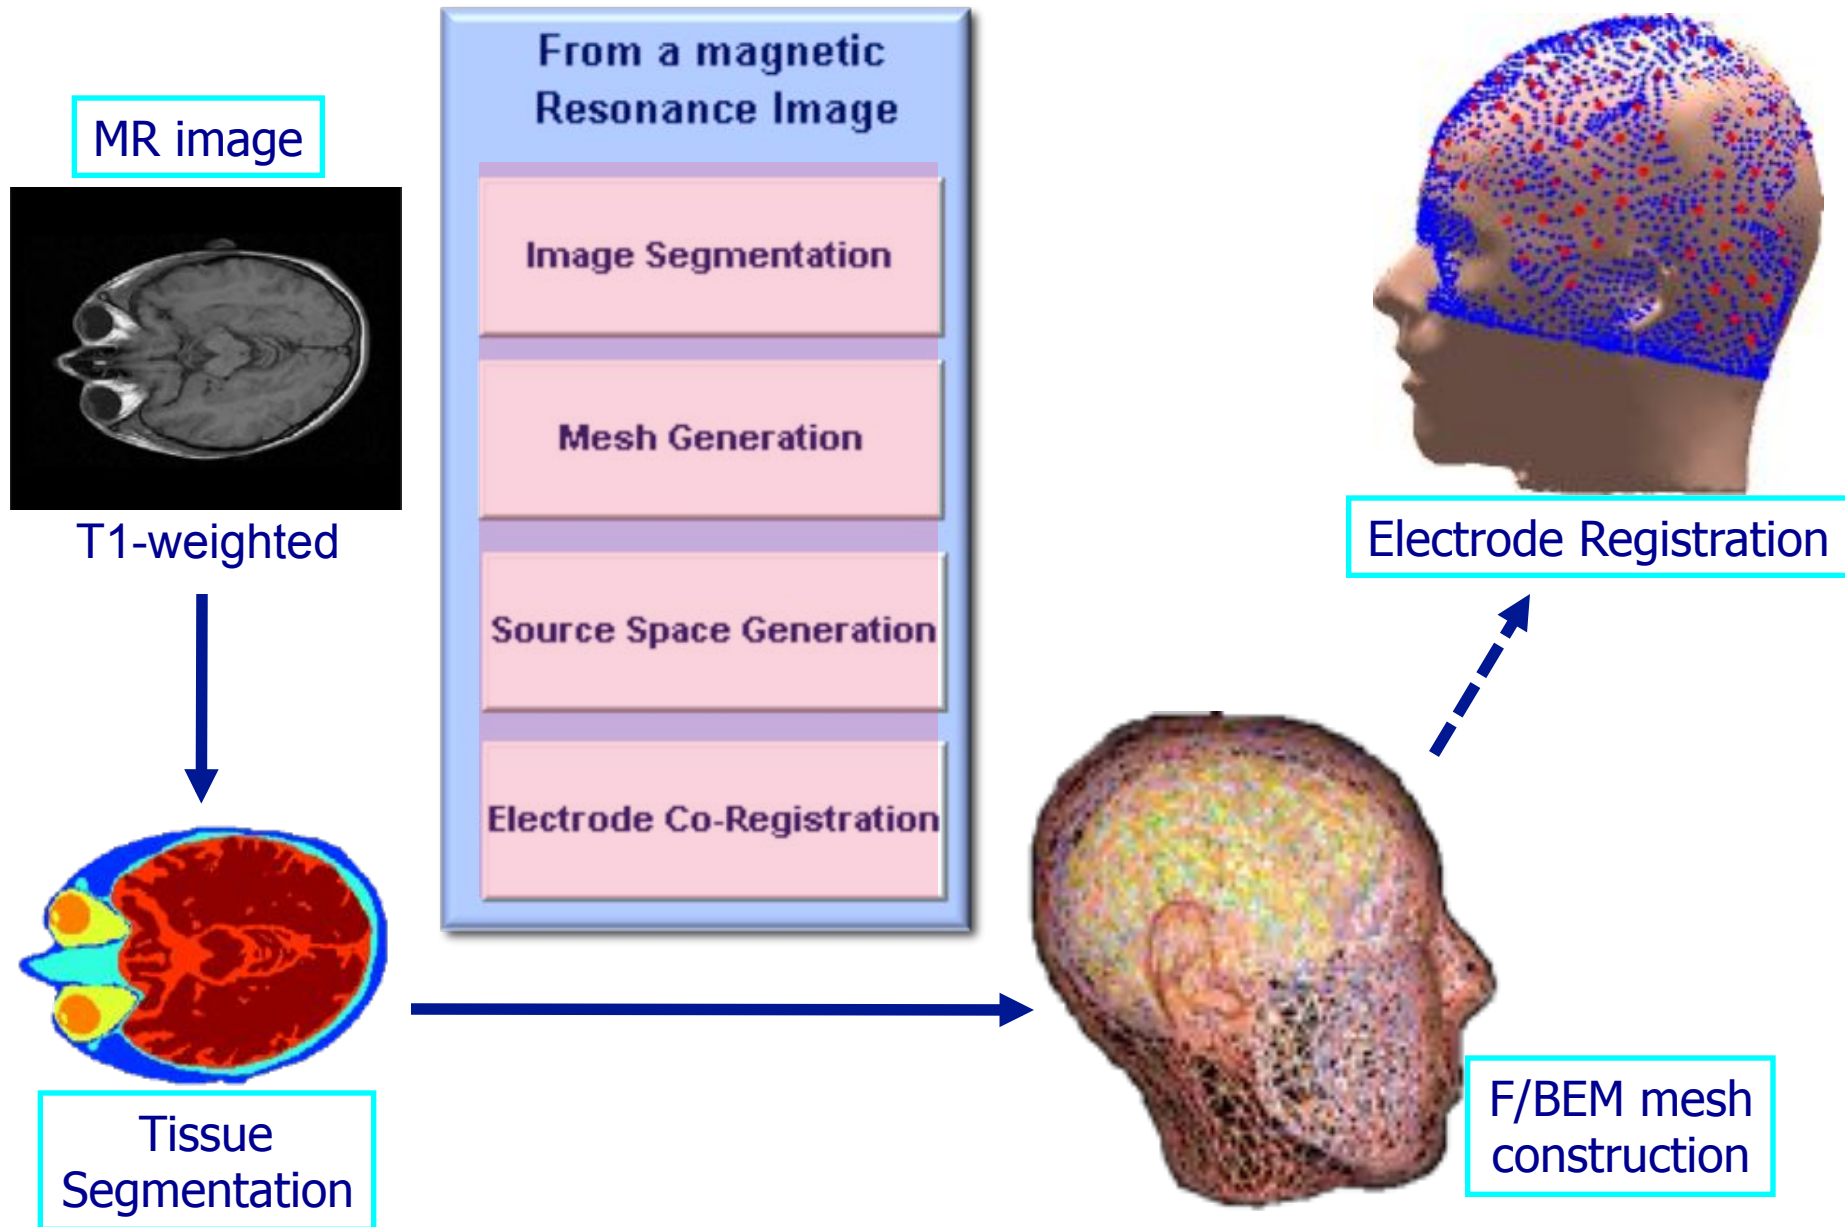 MR image
T1-weighted
Tissue
Segmentation
From a magnetic
Resonance Image
Image Segmentation
Mesh Generation
Source Space Generation
Electrode Co-Registration
Electrode Registration
F/BEM mesh
construction